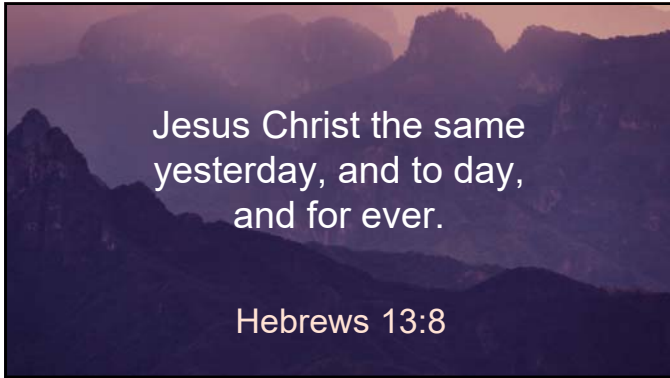 Jesus Christ the same
yesterday, and to day,
and for ever.
Hebrews 13:8